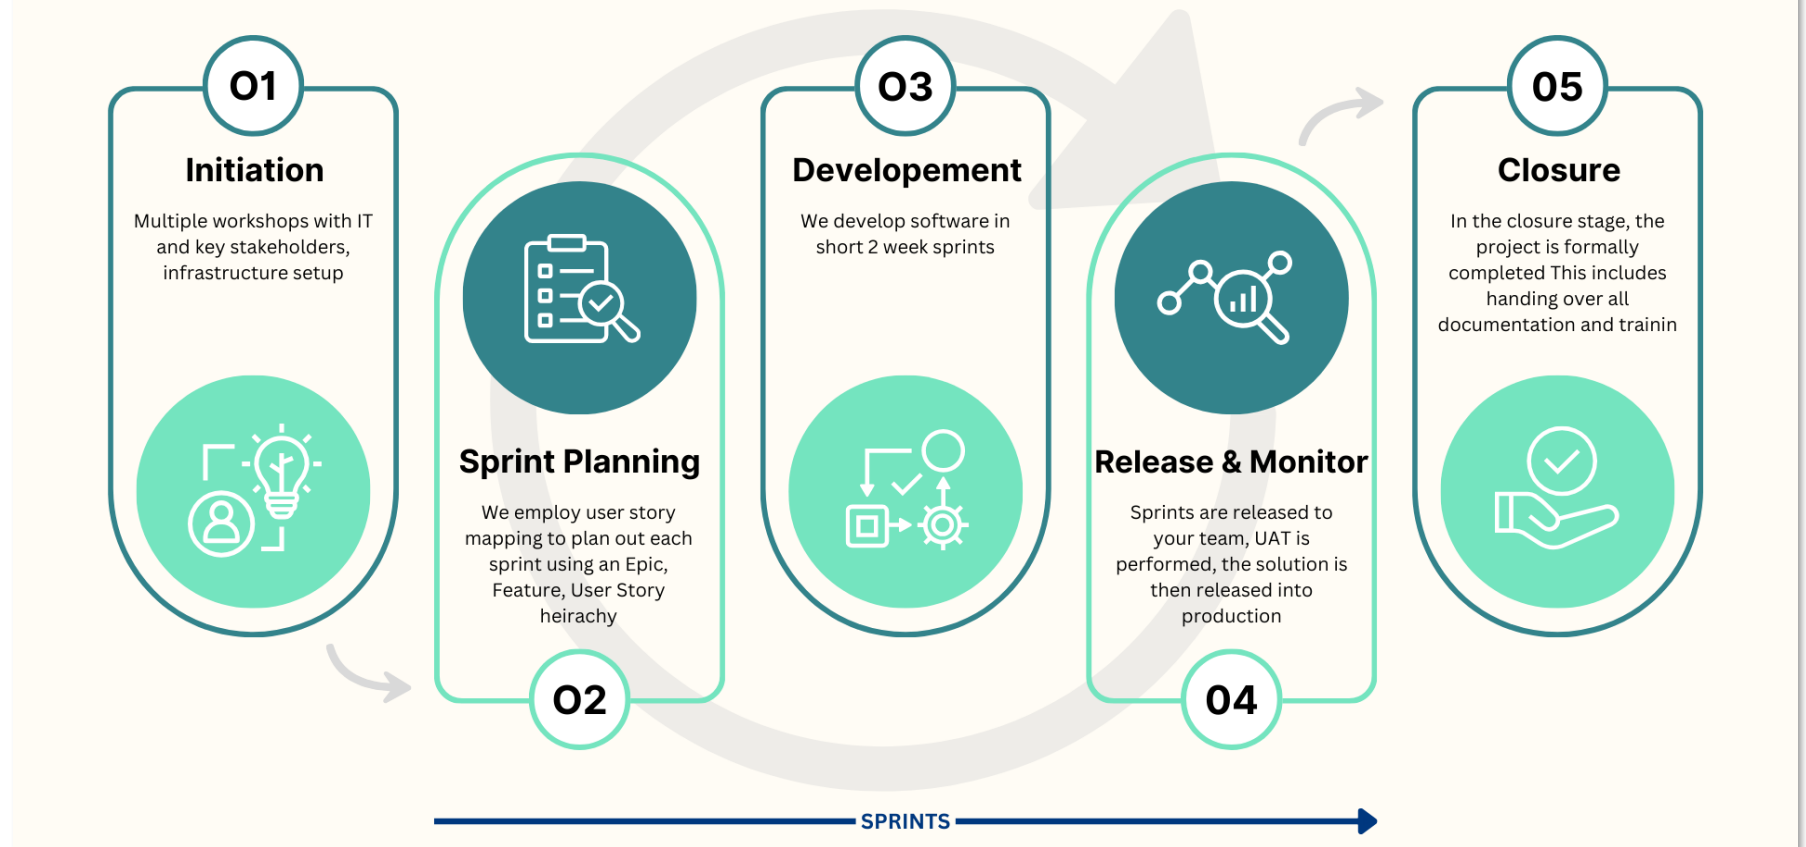 01
Initiation
Multiple workshops with IT
and key stakeholders,
infrastructure setup
Sprint Planning
We employ user story
mapping to plan out each
sprint using an Epic,
Feature, User Story
heirachy
02
03
Developement
We develop software in
short 2 week sprints
Release & Monitor
Sprints are released to
your team, UAT is
performed, the solution is
then released into
production
04
05
Closure
In the closure stage, the
project is formally
completed This includes
handing over all
documentation and trainin
SPRINTS